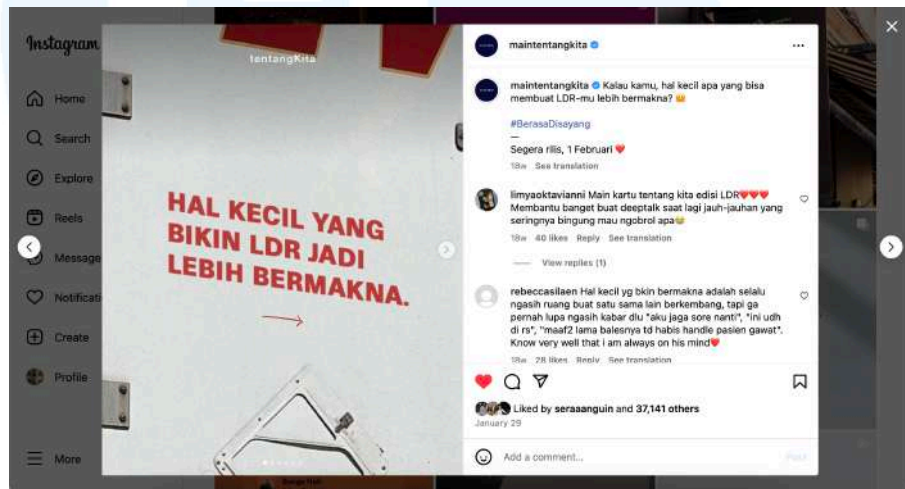 Instagram
Home
Search
Explore
Reels
Message
Notificati
Create
Profile
More
tentangKita
HAL KECIL YANG
BIKIN LDR JADI
LEBIH BERMAKNA.
maintentangkita
maintentangkita Kalau kamu, hal kecil apa yang bisa
membuat LDR-mu lebih bermakna?
#BerasaDisayang
—
Segera rilis, 1 Februari
18w See translation
limyaoktavianni Main kartu tentang kita edisi LDR
Membantu banget buat deeptalk saat lagi jauh-jauhan yang
seringnya bingung mau ngobrol apa
18w 40 likes Reply See translation
View replies (1)
rebeccasilaen Hal kecil yg bkin bermakna adalah selalu
ngasih ruang buat satu sama lain berkembang, tapi ga
pernah lupa ngasih kabar dlu "aku jaga sore nanti", "ini udh
di rs", "maaf2 lama balesnya td habis handle pasien gawat".
Know very well that i am always on his mind
18w 28 likes Reply See translation
Liked by seraaanguin and 37,141 others
January 29
Add a comment...
Post